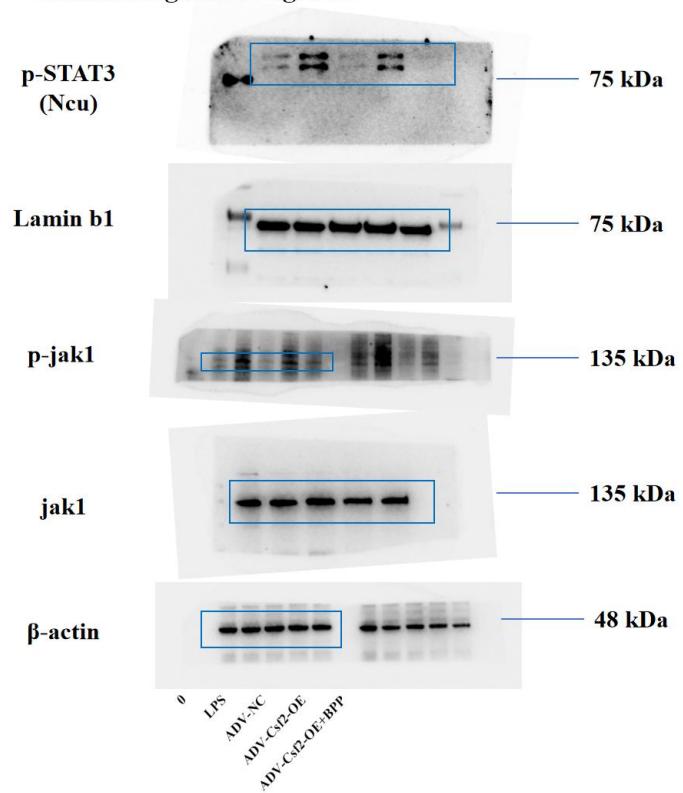 p-STAT3
(Ncu)
75 kDa
Lamin b1
75 kDa
p-jak1
135 kDa
jak1
135 kDa
β-actin
48 kDa
0
LPS
ADV-NC
ADV-Csf2-OE
ADV-Csf2-OE+BPP